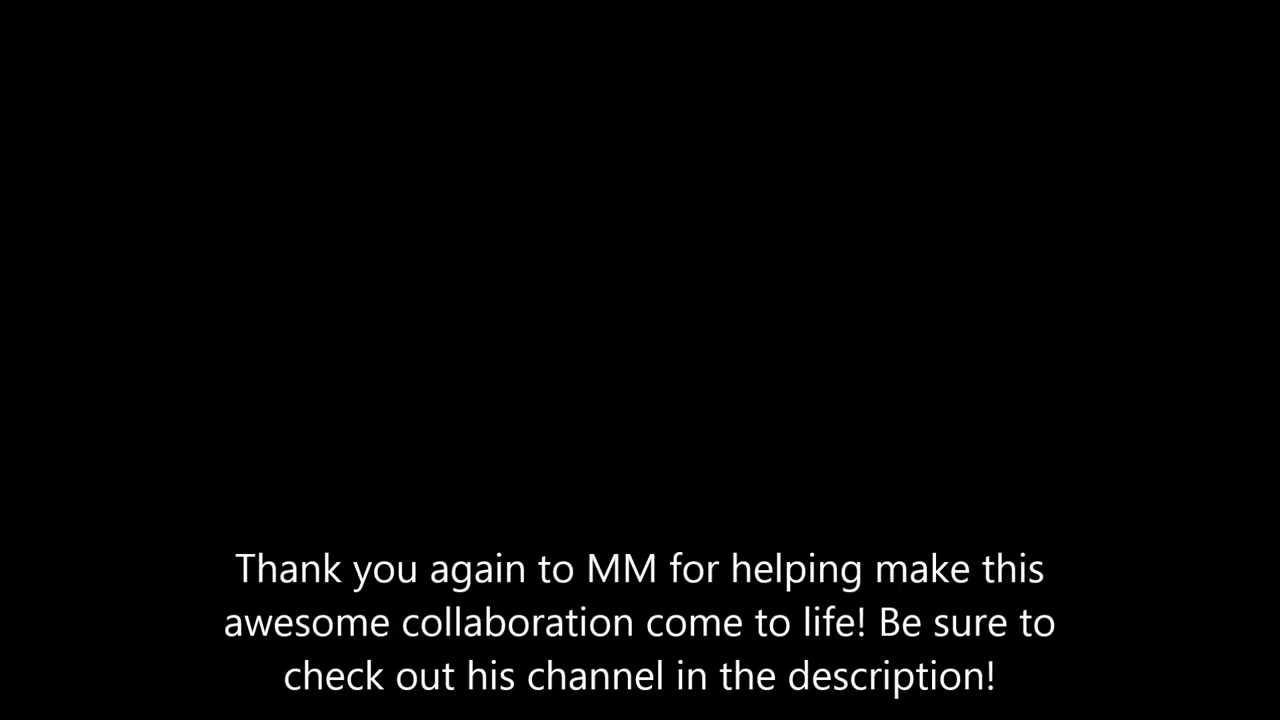 Thank you again to MM for helping make this
awesome collaboration come to life! Be sure to
check out his channel in the description!